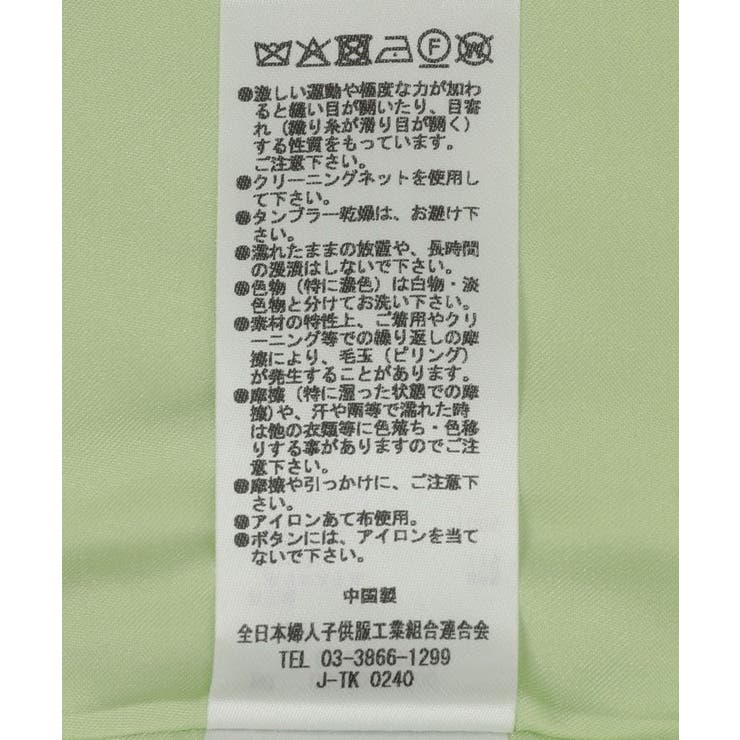 F
●激しい運動や極度な力が加わ
ると縫い目が開いたり、目寄
れ（織り糸が滑り目が開く）
する性質をもっています。
ご注意下さい。
●クリーニングネットを使用し
て下さい。
●タンブラー乾燥は、お避け下
さい。
●濡れたままの放置や、長時間
の浸漬はしないで下さい。
●色物（特に濃色）は白物・淡
色物と分けてお洗い下さい。
●素材の特性上、ご着用やクリ
ーニング等での繰り返しの摩
擦により、毛玉（ピリング）
が発生することがあります。
●摩擦（特に湿った状態での摩
擦)や、汗や雨等で濡れた時
は他の衣類等に色落ち・色移
りする事がありますのでご注
意下さい。
●摩擦や引っかけに、ご注意下
さい。
●アイロンあて布使用。
●ボタンには、アイロンを当て
ないで下さい。
中国製
全日本婦人子供服工業組合連合会
TEL 03-3866-1299
J-TK 0240